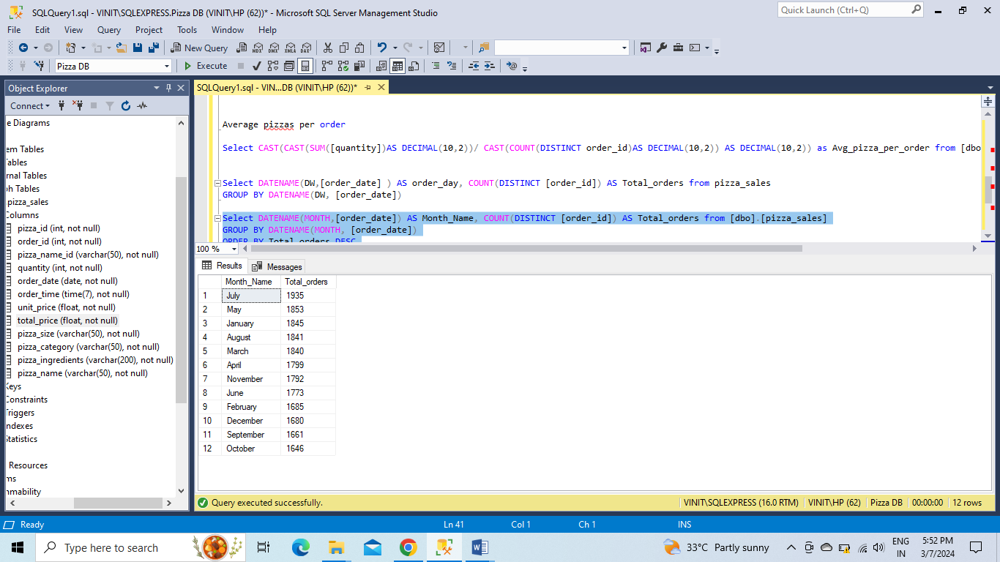 SQLQuery1.sql - VINIT\SQLEXPRESS.Pizza DB (VINIT\HP (62))* - Microsoft SQL Server Management Studio
Quick Launch (Ctrl+Q)
File Edit View Query Project Tools Window Help
New Query MDX DMX XMLA DAX
Pizza DB Execute
Object Explorer
SQLQuery1.sql - VIN...DB (VINIT\HP (62))*
Connect
e Diagrams
em Tables
ables
rnal Tables
ph Tables
.pizza_sales
Columns
pizza_id (int, not null)
order_id (int, not null)
pizza_name_id (varchar(50), not null)
quantity (int, not null)
order_date (date, not null)
order_time (time(7), not null)
unit_price (float, not null)
total_price (float, not null)
pizza_size (varchar(50), not null)
pizza_category (varchar(50), not null)
pizza_ingredients (varchar(200), not null)
pizza_name (varchar(50), not null)
Keys
Constraints
Triggers
ndexes
Statistics
Resources
ms
mmability
Average pizzas per order
Select CAST(CAST(SUM([quantity])AS DECIMAL(10,2))/ CAST(COUNT(DISTINCT order_id)AS DECIMAL(10,2)) AS DECIMAL(10,2)) as Avg_pizza_per_order from [dbo
Select DATENAME(DW,[order_date] ) AS order_day, COUNT(DISTINCT [order_id]) AS Total_orders from pizza_sales
GROUP BY DATENAME(DW, [order_date])
Select DATENAME(MONTH,[order_date]) AS Month_Name, COUNT(DISTINCT [order_id]) AS Total_orders from [dbo].[pizza_sales]
GROUP BY DATENAME(MONTH, [order_date])
ORDER BY Total_orders DESC
100 %
Results Messages
Month_Name Total_orders
1 July 1935
2 May 1853
3 January 1845
4 August 1841
5 March 1840
6 April 1799
7 November 1792
8 June 1773
9 February 1685
10 December 1680
11 September 1661
12 October 1646
Query executed successfully. VINIT\SQLEXPRESS (16.0 RTM) VINIT\HP (62) Pizza DB 00:00:00 12 rows
Ready Ln 41 Col 1 Ch 1 INS
Type here to search
33°C Partly sunny
ENG
IN
5:52 PM
3/7/2024